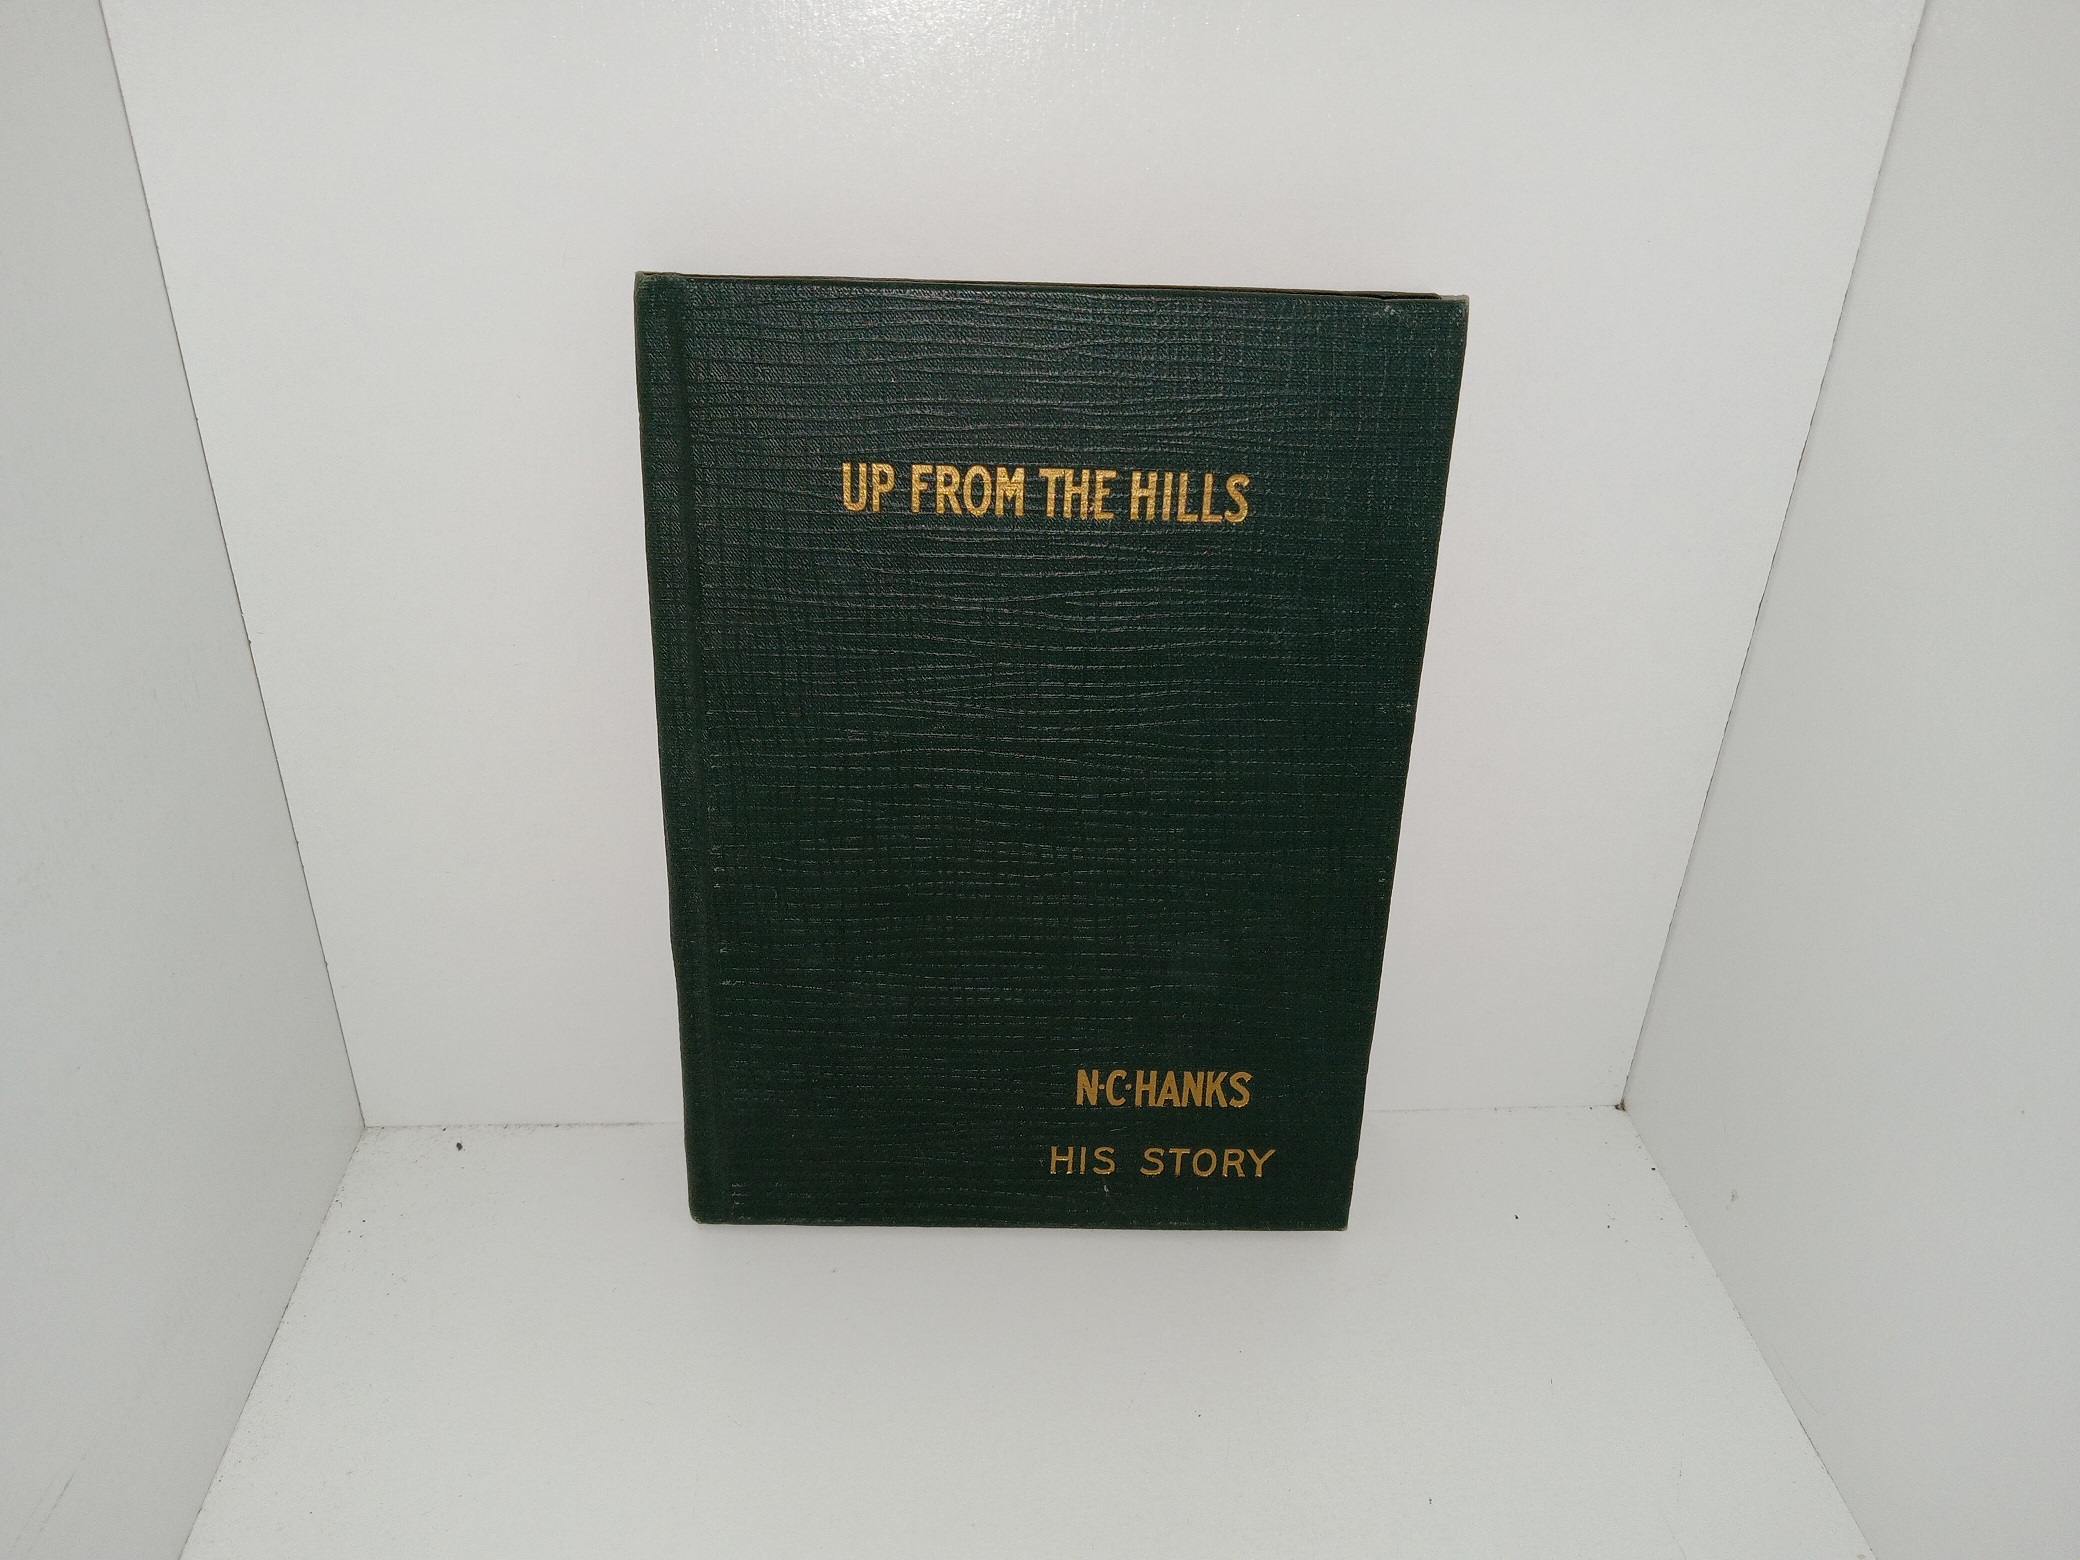 UP FROM THE HILLS
N·C·HANKS
HIS STORY